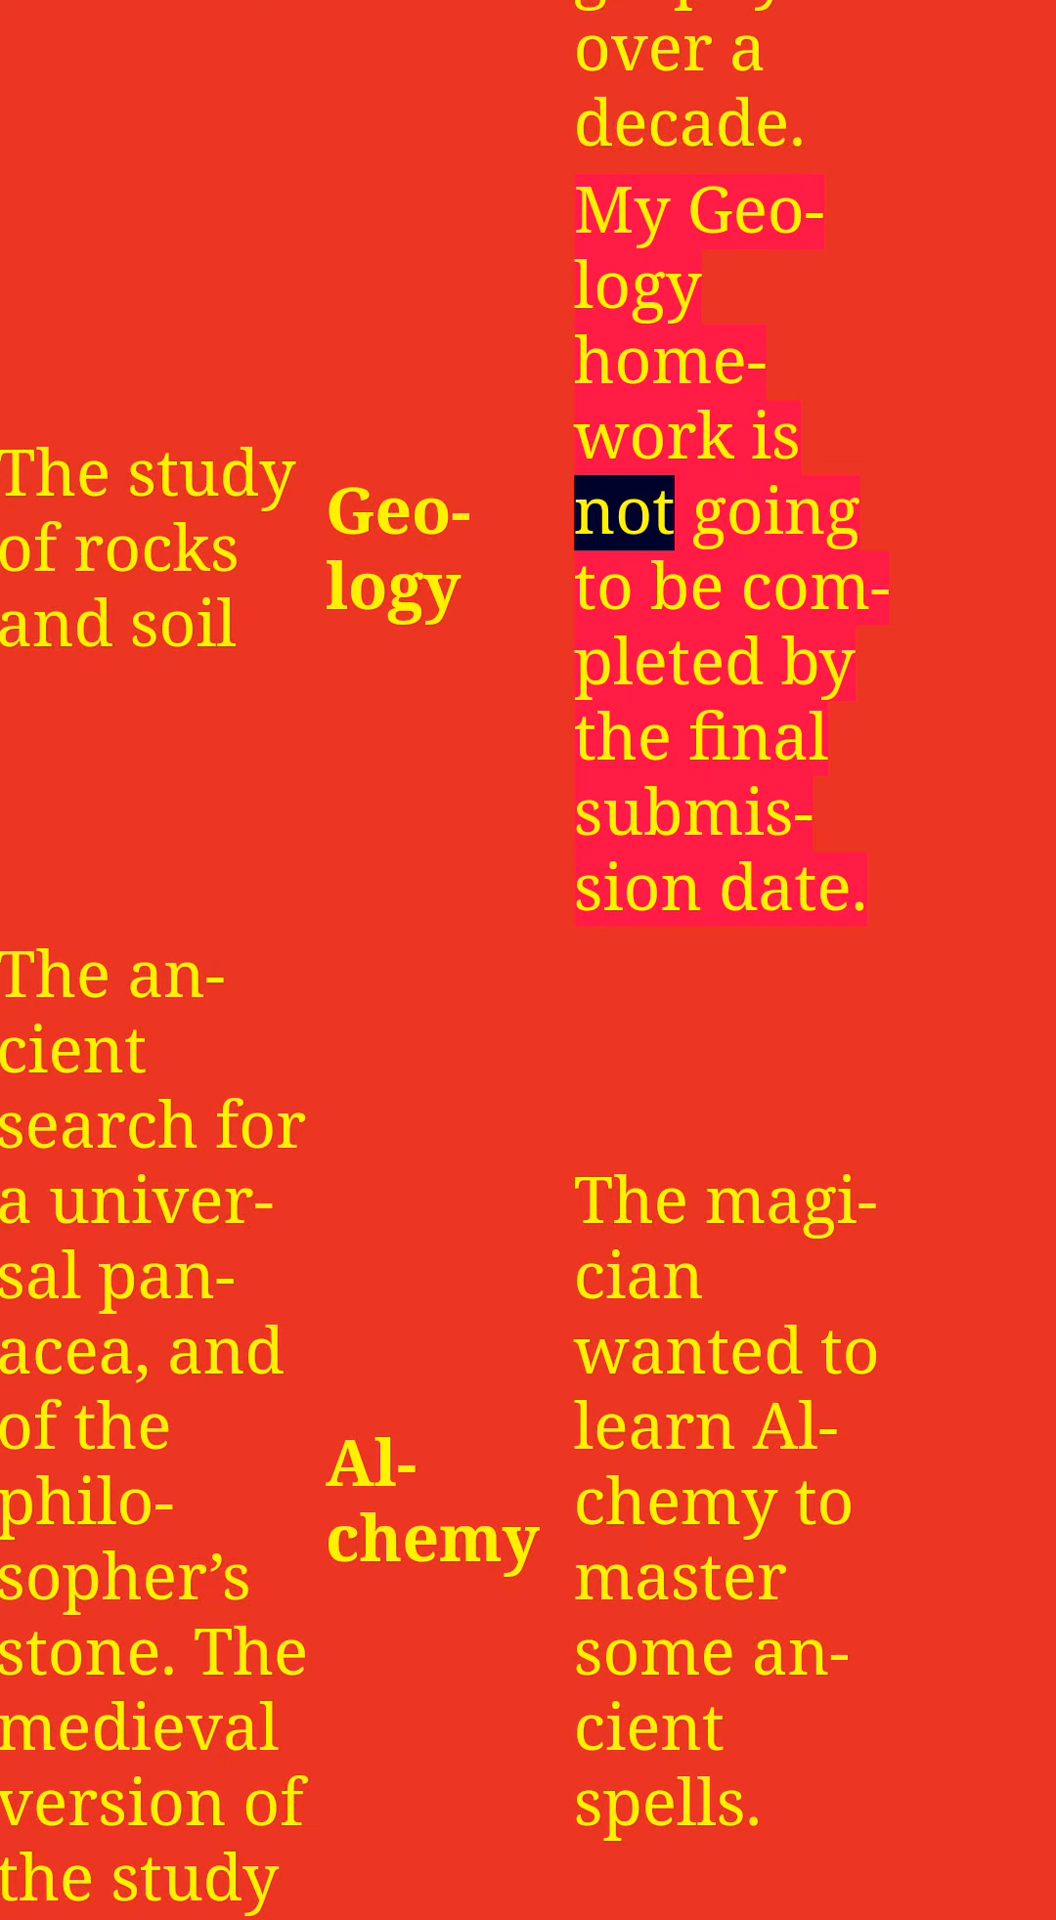 over a
decade.
The study
of rocks
and soil
Geo-
logy
My Geo-
logy
home-
work is
not going
to be com-
pleted by
the final
submis-
sion date.
The an-
cient
search for
a univer-
sal pan-
acea, and
of the
philo-
sopher’s
stone. The
medieval
version of
the study
Al-
chemy
The magi-
cian
wanted to
learn Al-
chemy to
master
some an-
cient
spells.